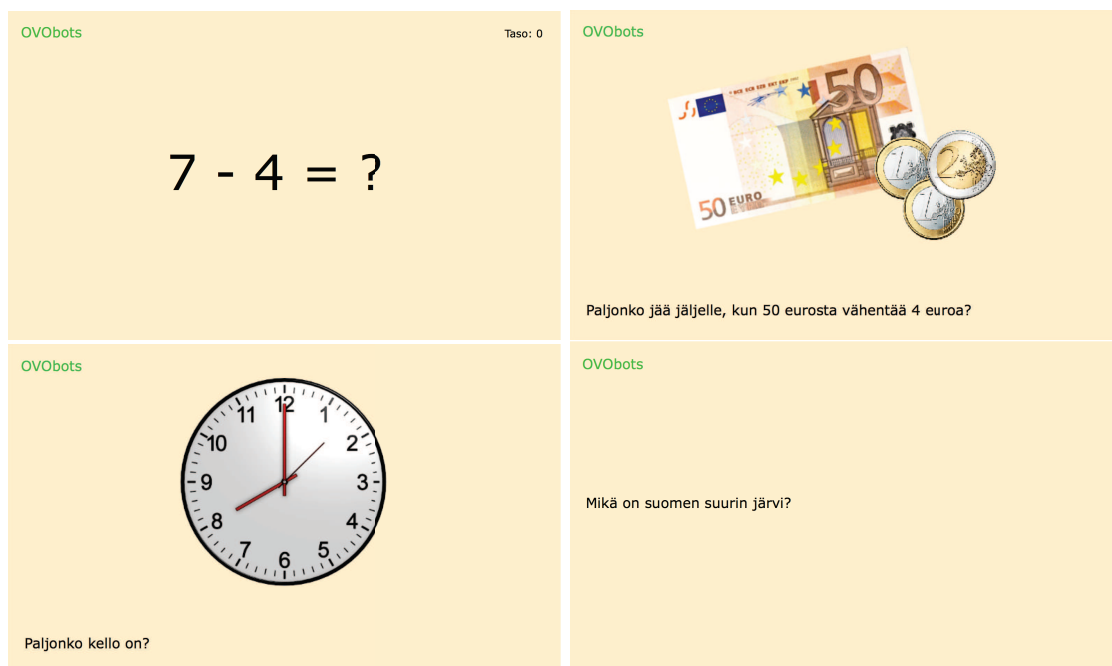 OVObots
Taso: 0
7 - 4 = ?
OVObots
50
50 EURO
1
2
1
Paljonko jää jäljelle, kun 50 eurosta vähentää 4 euroa?
OVObots
12
11
1
10
2
9
3
8
4
7
5
6
Paljonko kello on?
OVObots
Mikä on suomen suurin järvi?